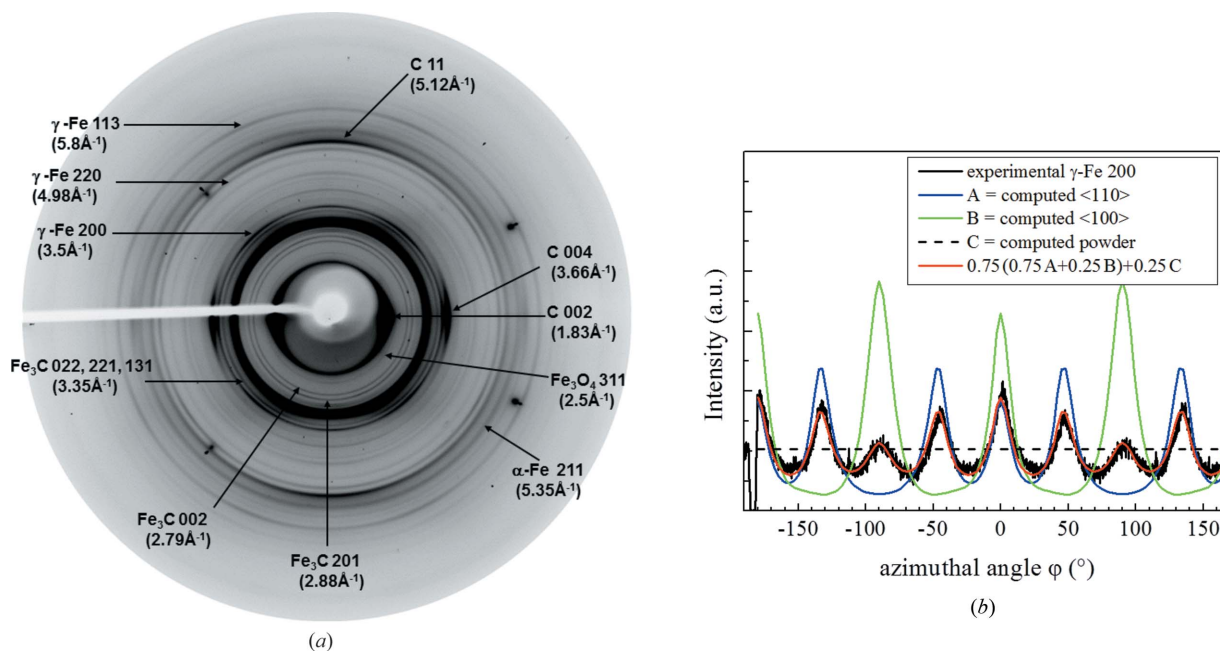 C 11
(5.12Å⁻¹)
γ -Fe 113
(5.8Å⁻¹)
γ -Fe 220
(4.98Å⁻¹)
γ -Fe 200
(3.5Å⁻¹)
C 004
(3.66Å⁻¹)
C 002
(1.83Å⁻¹)
Fe₃C 022, 221, 131
(3.35Å⁻¹)
Fe₃O₄ 311
(2.5Å⁻¹)
α-Fe 211
(5.35Å⁻¹)
Fe₃C 002
(2.79Å⁻¹)
Fe₃C 201
(2.88Å⁻¹)
(a)
experimental γ-Fe 200
A = computed <110>
B = computed <100>
C = computed powder
0.75 (0.75 A+0.25 B)+0.25 C
Intensity (a.u.)
-150 -100 -50 0 50 100 150
azimuthal angle φ (°)
(b)